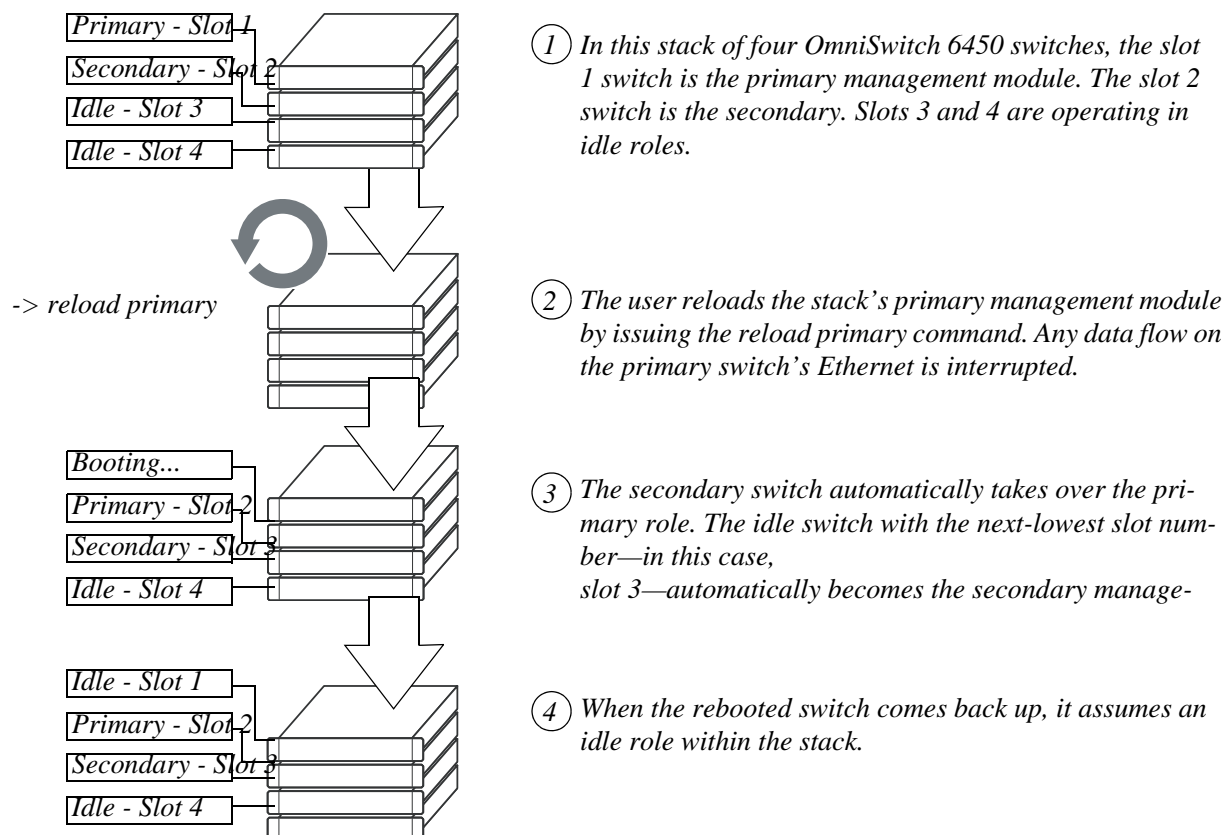 Primary - Slot 1
Secondary - Slot 2
Idle - Slot 3
Idle - Slot 4
1 In this stack of four OmniSwitch 6450 switches, the slot
1 switch is the primary management module. The slot 2
switch is the secondary. Slots 3 and 4 are operating in
idle roles.
-> reload primary
2 The user reloads the stack’s primary management module
by issuing the reload primary command. Any data flow on
the primary switch’s Ethernet is interrupted.
Booting...
Primary - Slot 2
Secondary - Slot 3
Idle - Slot 4
3 The secondary switch automatically takes over the pri-
mary role. The idle switch with the next-lowest slot num-
ber—in this case,
slot 3—automatically becomes the secondary manage-
Idle - Slot 1
Primary - Slot 2
Secondary - Slot 3
Idle - Slot 4
4 When the rebooted switch comes back up, it assumes an
idle role within the stack.